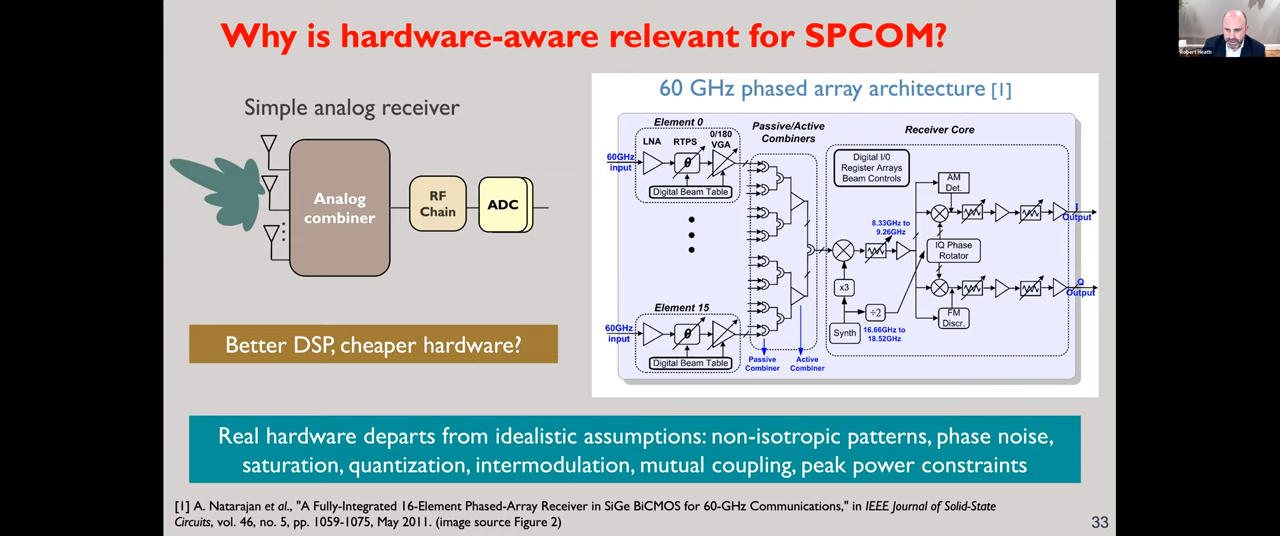 Why is hardware-aware relevant for SPCOM?
Robert Heath
Simple analog receiver
Analog
combiner
RF
Chain
ADC
Better DSP, cheaper hardware?
60 GHz phased array architecture [1]
Element 0
LNA
RTPS
0/180
VGA
60GHz
input
θ
Digital Beam Table
Element 15
60GHz
input
θ
Digital Beam Table
Passive/Active
Combiners
Passive
Combiner
Active
Combiner
Receiver Core
Digital I/0
Register Arrays
Beam Controls
AM
Det.
8.33GHz to
9.26GHz
IQ Phase
Rotator
x3
÷2
Synth
16.66GHz to
18.52GHz
FM
Discr.
I
Output
Q
Output
Real hardware departs from idealistic assumptions: non-isotropic patterns, phase noise,
saturation, quantization, intermodulation, mutual coupling, peak power constraints
[1] A. Natarajan et al., "A Fully-Integrated 16-Element Phased-Array Receiver in SiGe BiCMOS for 60-GHz Communications," in IEEE Journal of Solid-State
Circuits, vol. 46, no. 5, pp. 1059-1075, May 2011. (image source Figure 2)
33